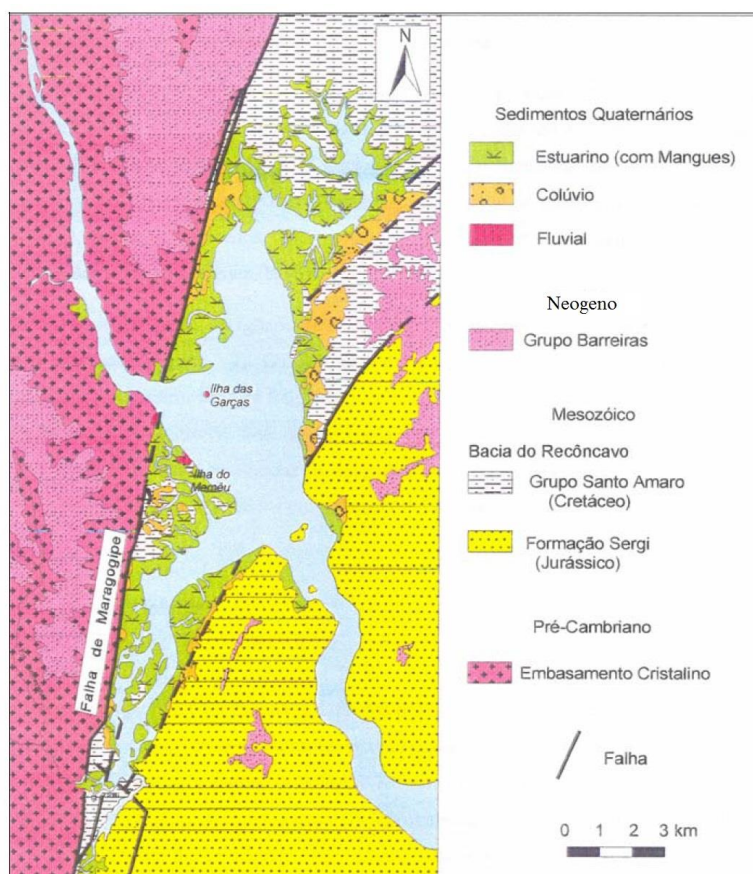 N
Ilha das
Garças
Ilha do
Falha de Maragogipe
Sedimentos Quaternários
Estuarino (com Mangues)
Colúvio
Fluvial
Neogeno
Grupo Barreiras
Mesozóico
Bacia do Recôncavo
Grupo Santo Amaro
(Cretáceo)
Formação Sergi
(Jurássico)
Pré-Cambriano
Embasamento Cristalino
Falha
0 1 2 3 km